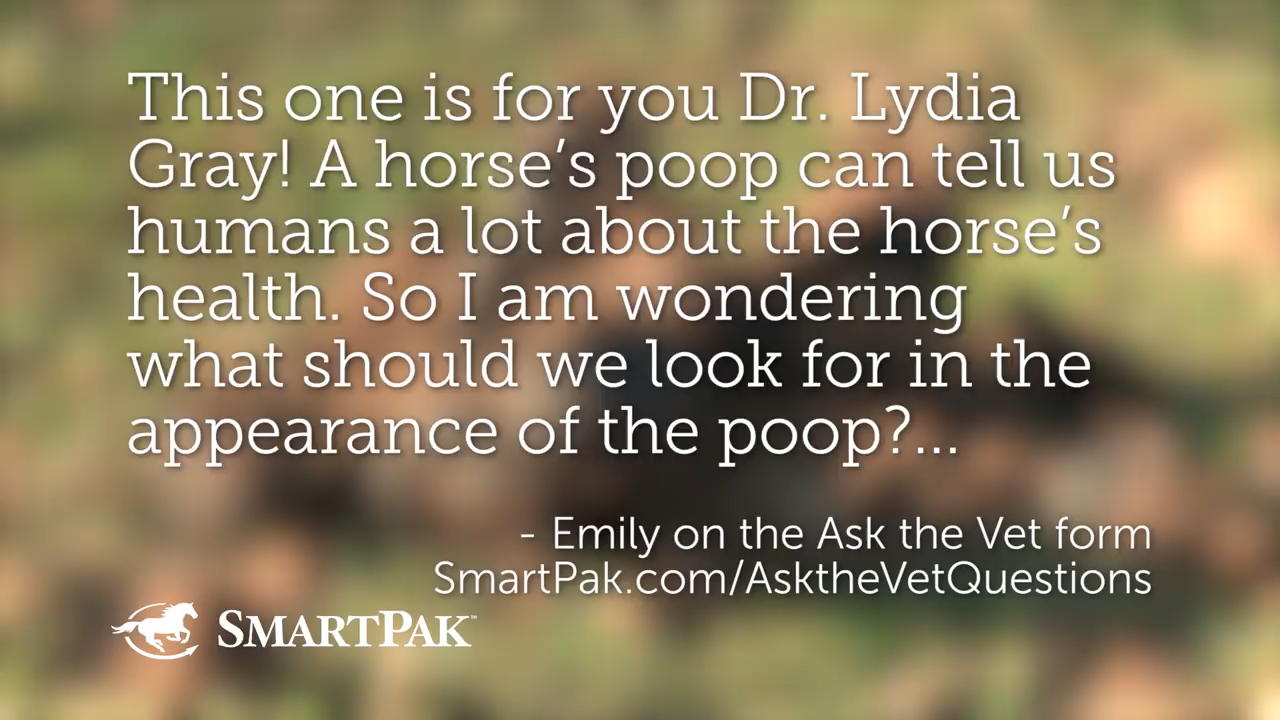 This one is for you Dr. Lydia
Gray! A horse's poop can tell us
humans a lot about the horse's
health. So I am wondering
what should we look for in the
appearance of the poop?...
- Emily on the Ask the Vet form
SmartPak.com/AsktheVetQuestions
SMARTPAK™